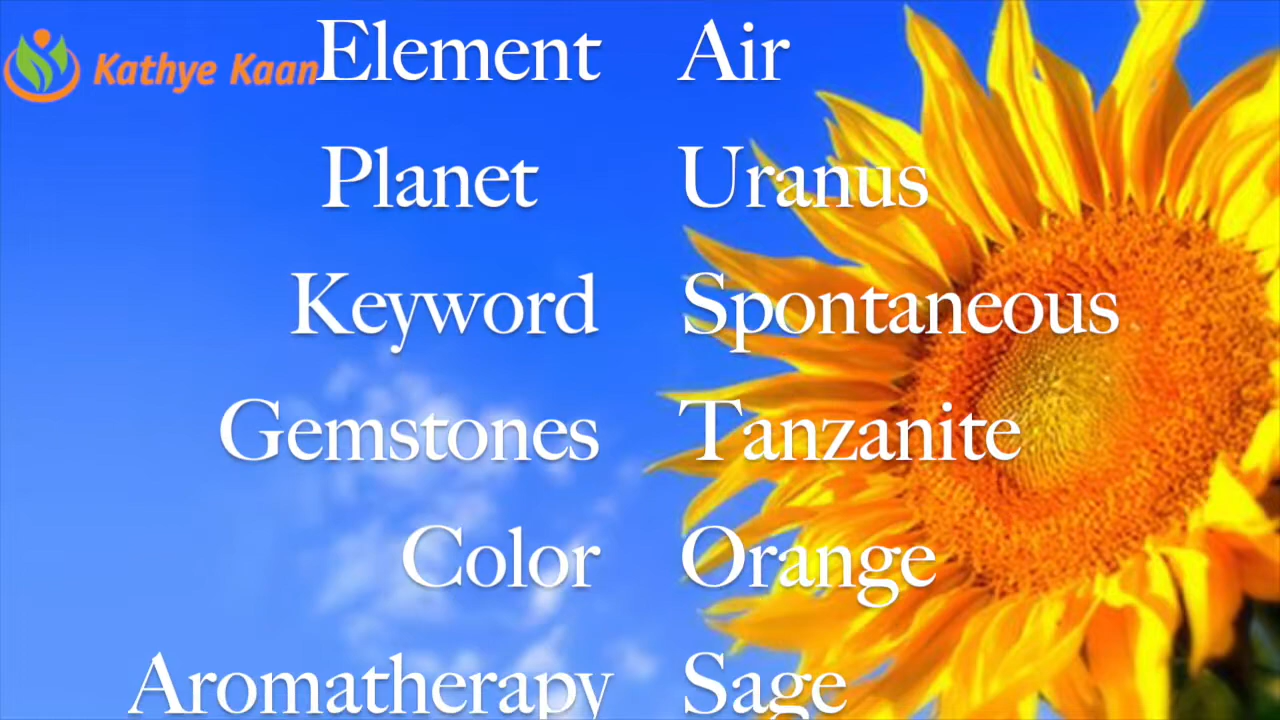 Kathye Kaan
Element Air
Planet Uranus
Keyword Spontaneous
Gemstones Tanzanite
Color Orange
Aromatherapy Sage